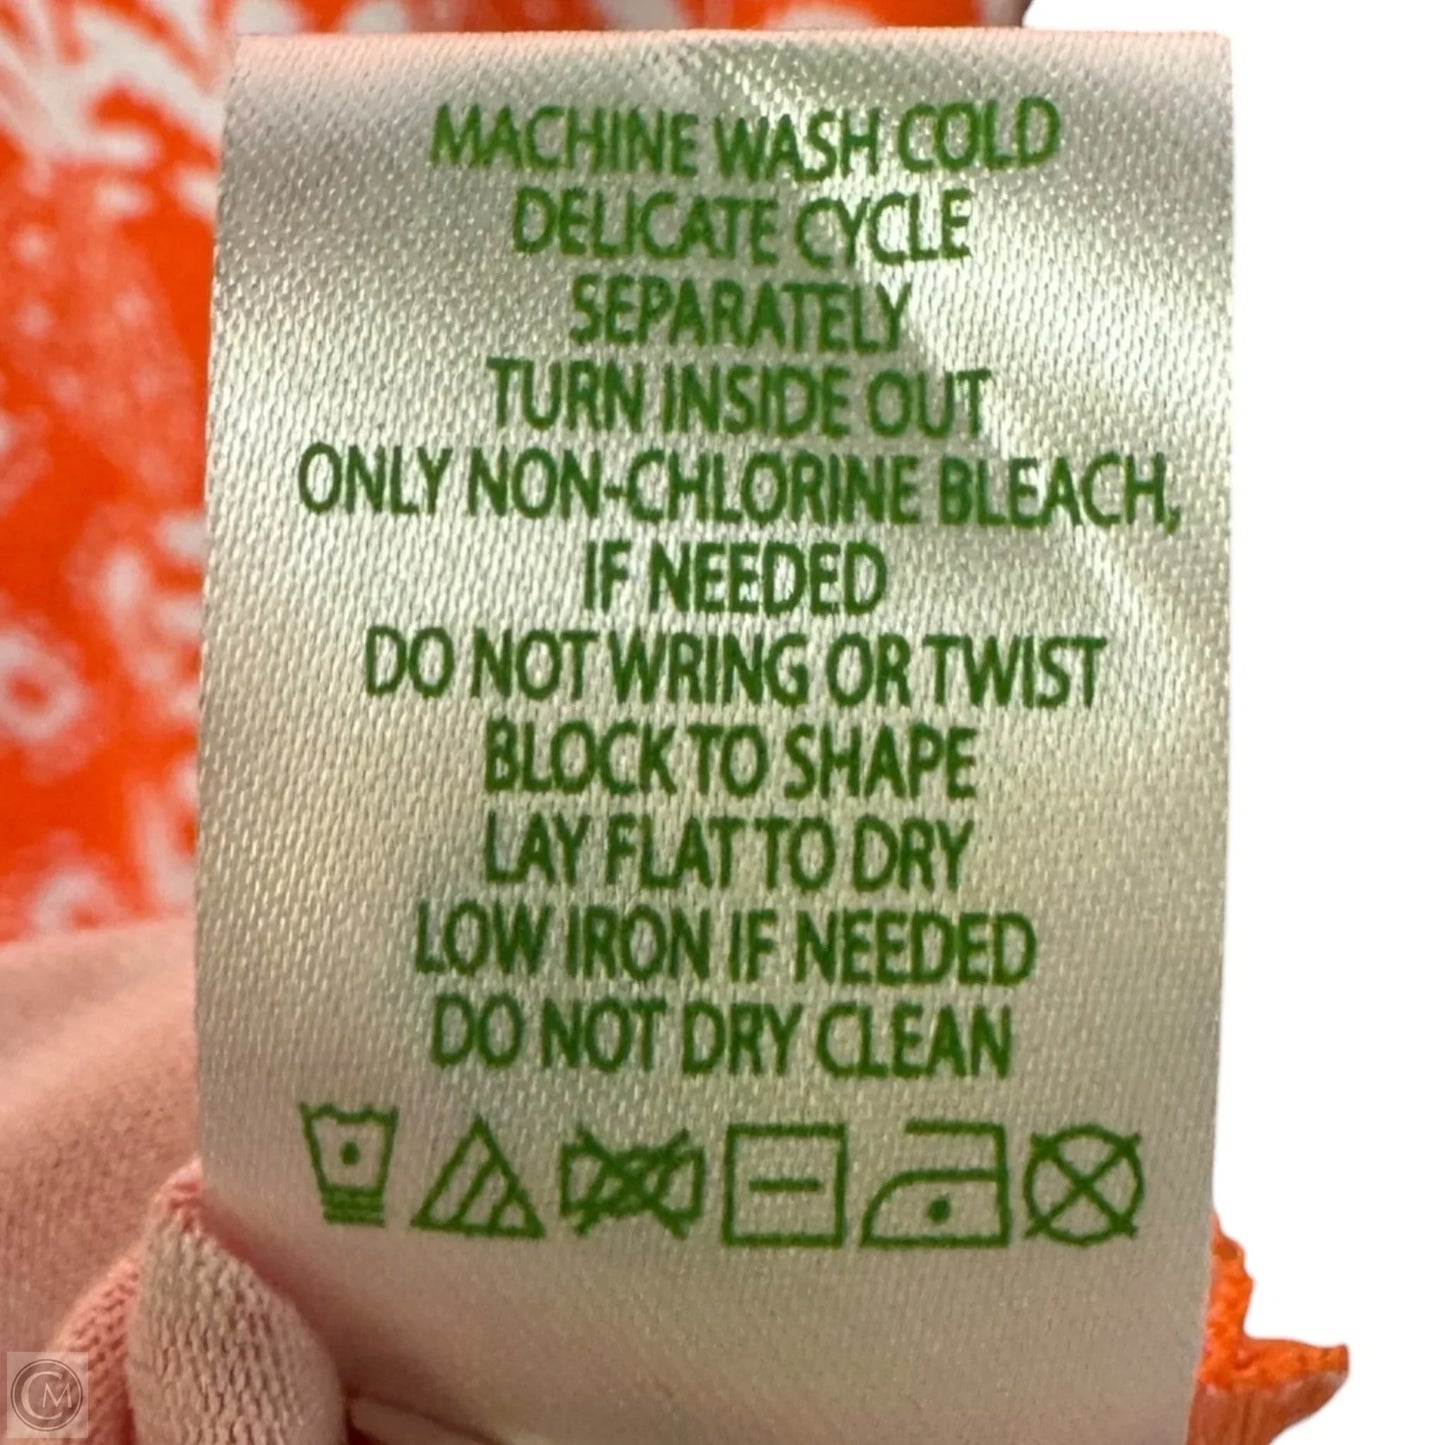 MACHINE WASH COLD
DELICATE CYCLE
SEPARATELY
TURN INSIDE OUT
ONLY NON-CHLORINE BLEACH,
IF NEEDED
DO NOT WRING OR TWIST
BLOCK TO SHAPE
LAY FLAT TO DRY
LOW IRON IF NEEDED
DO NOT DRY CLEAN
CM